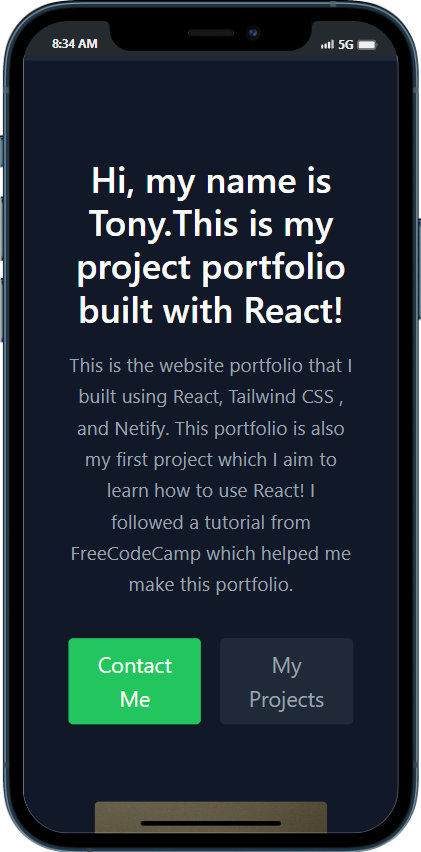 8:34 AM
5G
Hi, my name is
Tony.This is my
project portfolio
built with React!
This is the website portfolio that I
built using React, Tailwind CSS ,
and Netify. This portfolio is also
my first project which I aim to
learn how to use React! I
followed a tutorial from
FreeCodeCamp which helped me
make this portfolio.
Contact
Me
My
Projects